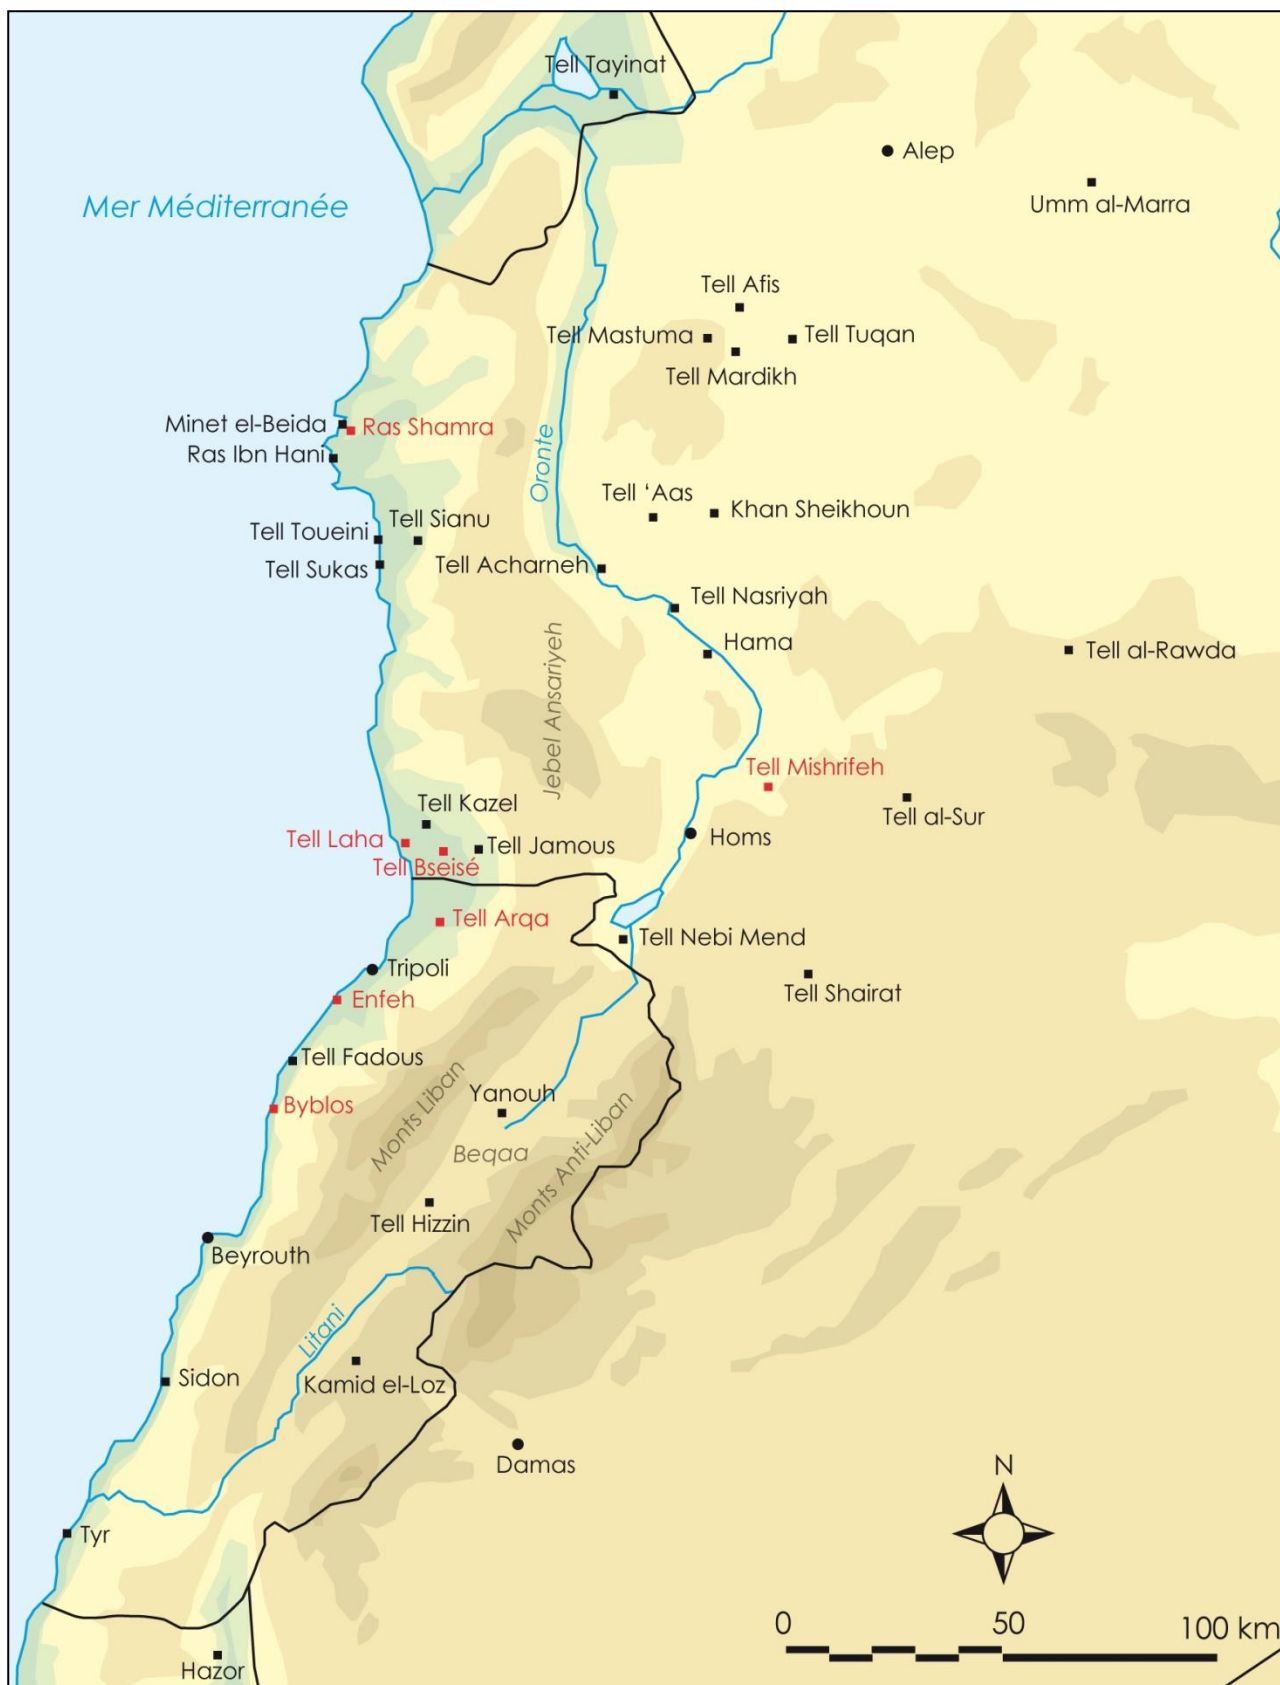 Tell Tayinat
Alep
Mer Méditerranée
Umm al-Marra
Tell Afis
Tell Mastuma
Tell Tuqan
Tell Mardikh
Minet el-Beida
Ras Shamra
Ras Ibn Hani
Oronte
Tell ‘Aas
Khan Sheikhoun
Tell Toueini
Tell Sianu
Tell Sukas
Tell Acharneh
Tell Nasriyah
Hama
Tell al-Rawda
Jebel Ansariyeh
Tell Mishrifeh
Tell Kazel
Tell al-Sur
Tell Laha
Tell Jamous
Homs
Tell Bseisé
Tell Arqa
Tell Nebi Mend
Tripoli
Tell Shairat
Enfeh
Tell Fadous
Monts Liban
Yanouh
Byblos
Beqaa
Monts Anti-Liban
Tell Hizzin
Beyrouth
Litani
Sidon
Kamid el-Loz
Damas
N
Tyr
0 50 100 km
Hazor